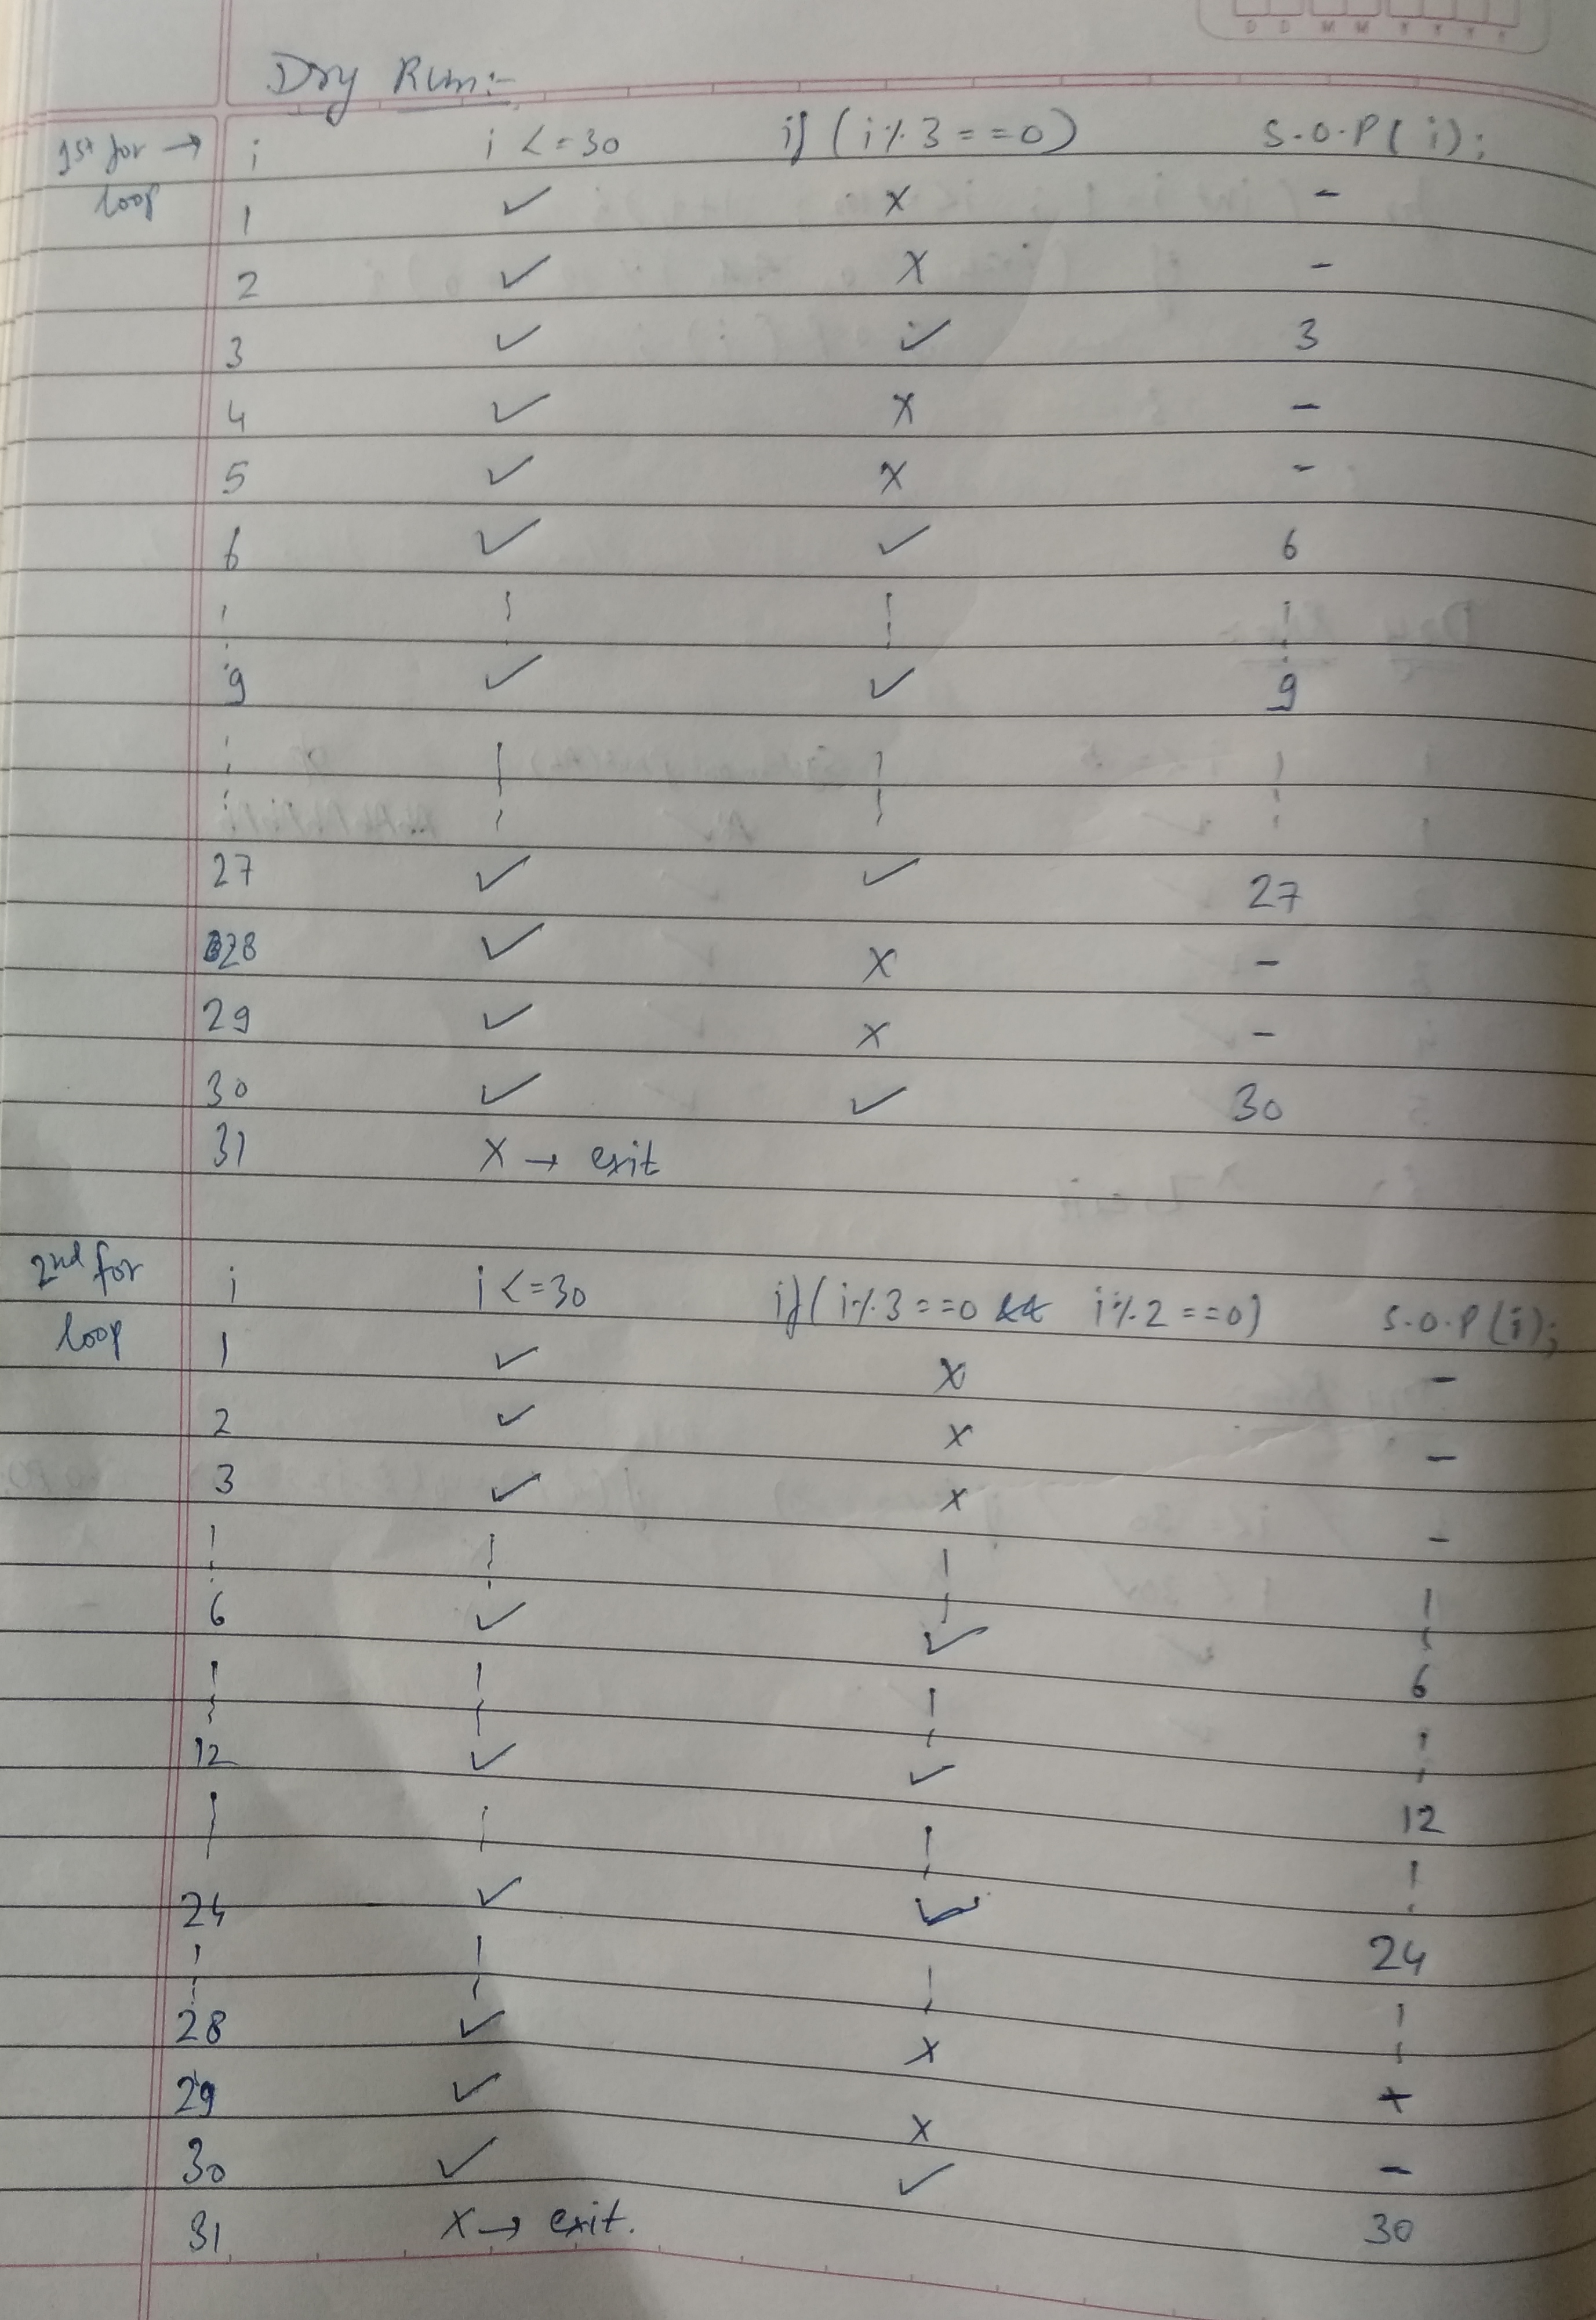 D D M M Y Y Y Y
Dry Run:-
1st for → i i <= 30 if (i % 3 == 0) S.O.P( i );
loop 1 ✓ X -
2 ✓ X -
3 ✓ ✓ 3
4 ✓ X -
5 ✓ X -
6 ✓ ✓ 6
9 ✓ ✓ 9
27 ✓ ✓ 27
28 ✓ X -
29 ✓ X -
30 ✓ ✓ 30
31 X → exit
2nd for i i <= 30 if( i % 3 == 0 && i % 2 == 0) S.O.P(i);
loop 1 ✓ X -
2 ✓ X -
3 ✓ X -
6 ✓ ✓ 6
12 ✓ ✓ 12
24 ✓ ✓ 24
28 ✓ X -
29 ✓ X -
30 ✓ ✓ 30
31 X → exit.